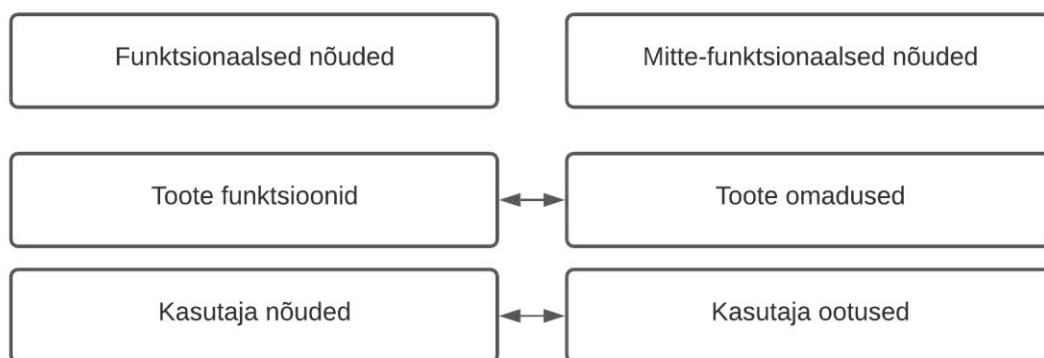 Funktsionaalsed nõuded
Mitte-funktsionaalsed nõuded
Toote funktsioonid
Toote omadused
Kasutaja nõuded
Kasutaja ootused